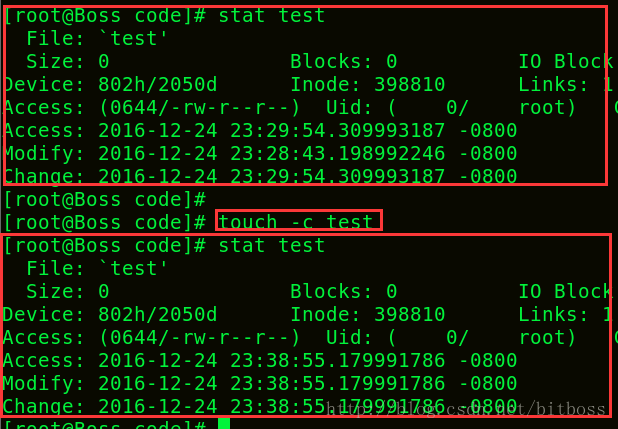 [root@Boss code]# stat test
  File: `test'
  Size: 0               Blocks: 0          IO Block
Device: 802h/2050d      Inode: 398810      Links: 1
Access: (0644/-rw-r--r--)  Uid: (    0/    root)
Access: 2016-12-24 23:29:54.309993187 -0800
Modify: 2016-12-24 23:28:43.198992246 -0800
Change: 2016-12-24 23:29:54.309993187 -0800
[root@Boss code]#
[root@Boss code]# touch -c test
[root@Boss code]# stat test
  File: `test'
  Size: 0               Blocks: 0          IO Block
Device: 802h/2050d      Inode: 398810      Links: 1
Access: (0644/-rw-r--r--)  Uid: (    0/    root)
Access: 2016-12-24 23:38:55.179991786 -0800
Modify: 2016-12-24 23:38:55.179991786 -0800
Change: 2016-12-24 23:38:55.179991786 -0800
http://blog.csdn.net/bitboss
[root@Boss code]#